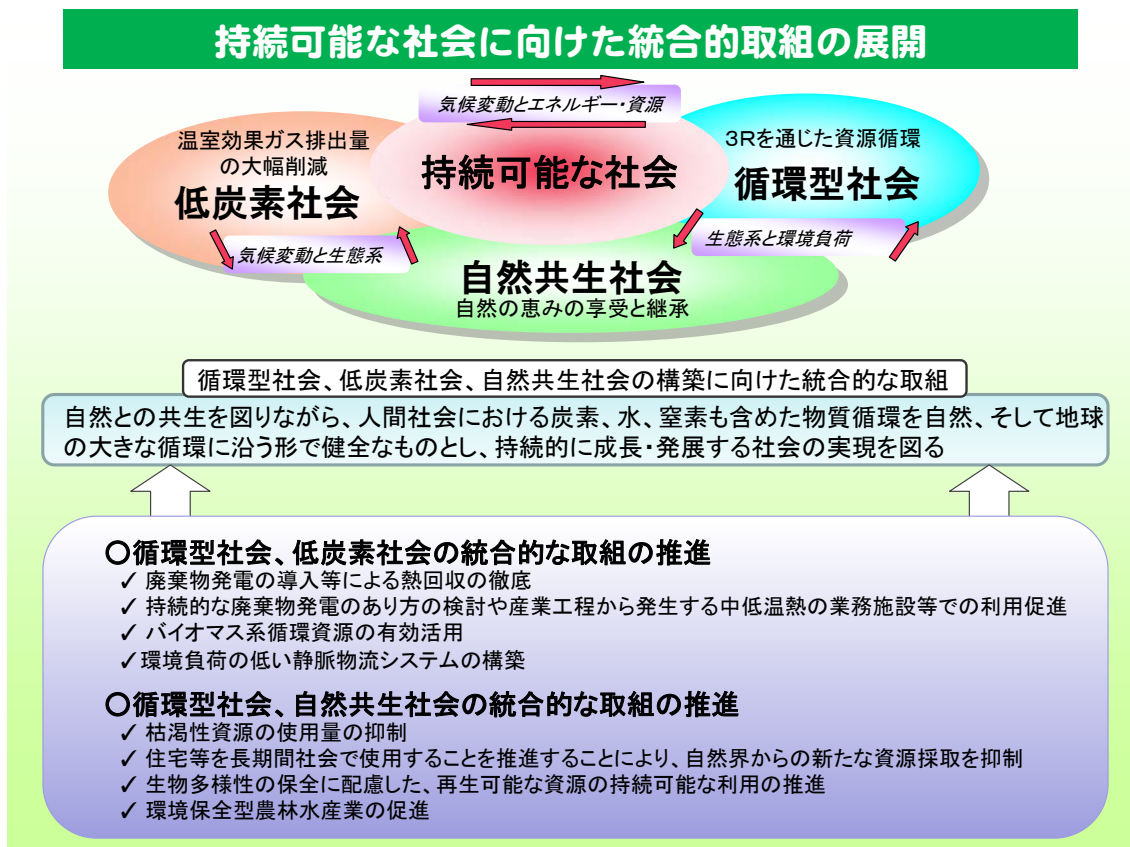 持続可能な社会に向けた統合的取組の展開
気候変動とエネルギー・資源
温室効果ガス排出量
の大幅削減
低炭素社会
持続可能な社会
3Rを通じた資源循環
循環型社会
気候変動と生態系
生態系と環境負荷
自然共生社会
自然の恵みの享受と継承
循環型社会、低炭素社会、自然共生社会の構築に向けた統合的な取組
自然との共生を図りながら、人間社会における炭素、水、窒素も含めた物質循環を自然、そして地球
の大きな循環に沿う形で健全なものとし、持続的に成長・発展する社会の実現を図る
〇循環型社会、低炭素社会の統合的な取組の推進
✓ 廃棄物発電の導入等による熱回収の徹底
✓ 持続的な廃棄物発電のあり方の検討や産業工程から発生する中低温熱の業務施設等での利用促進
✓ バイオマス系循環資源の有効活用
✓環境負荷の低い静脈物流システムの構築
〇循環型社会、自然共生社会の統合的な取組の推進
✓ 枯渇性資源の使用量の抑制
✓ 住宅等を長期間社会で使用することを推進することにより、自然界からの新たな資源採取を抑制
✓ 生物多様性の保全に配慮した、再生可能な資源の持続可能な利用の推進
✓ 環境保全型農林水産業の促進